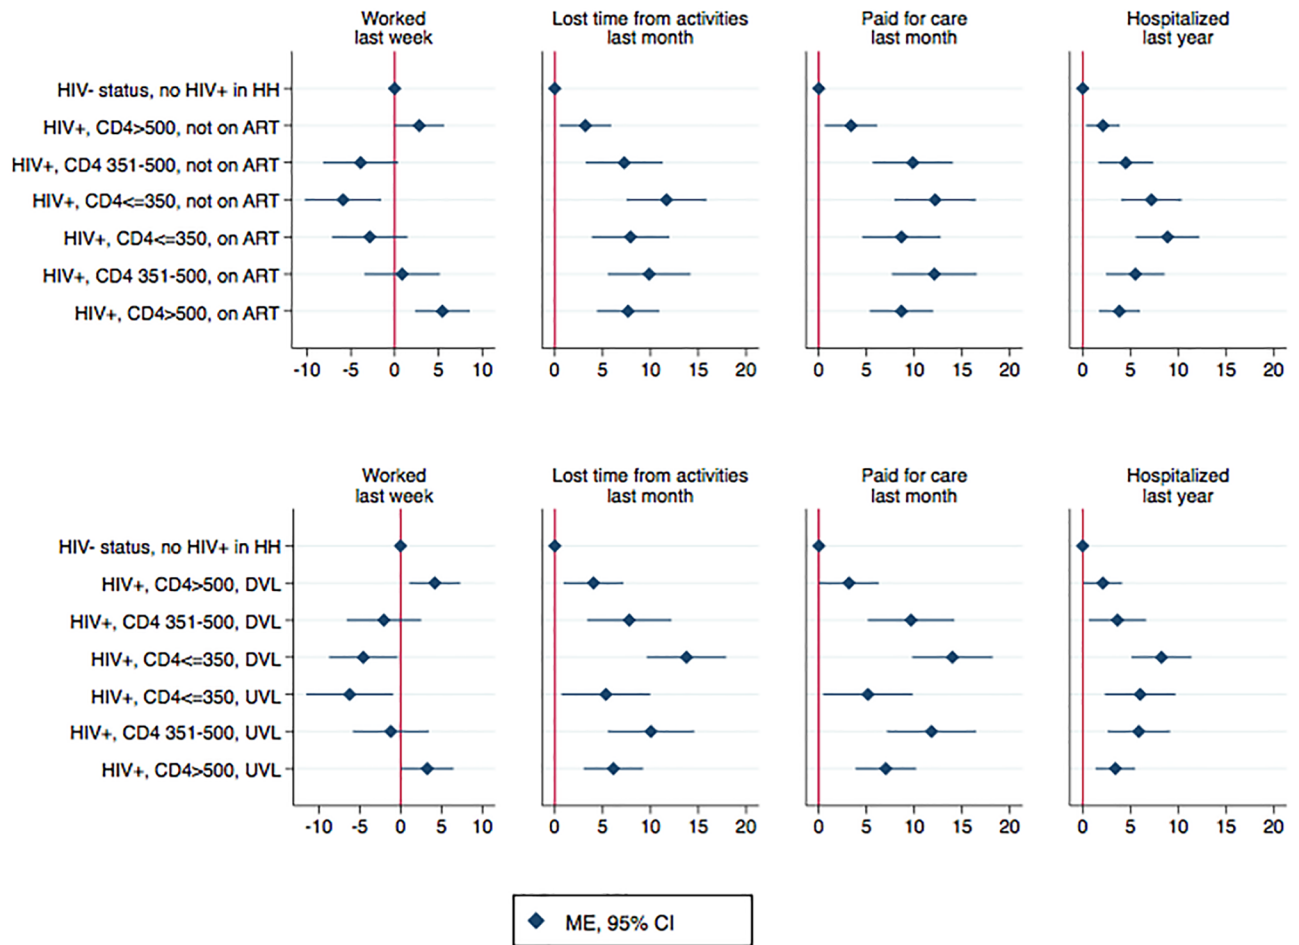 Worked
last week
Lost time from activities
last month
Paid for care
last month
Hospitalized
last year
HIV- status, no HIV+ in HH
HIV+, CD4>500, not on ART
HIV+, CD4 351-500, not on ART
HIV+, CD4<=350, not on ART
HIV+, CD4<=350, on ART
HIV+, CD4 351-500, on ART
HIV+, CD4>500, on ART
-10 -5 0 5 10
0 5 10 15 20
0 5 10 15 20
0 5 10 15 20
Worked
last week
Lost time from activities
last month
Paid for care
last month
Hospitalized
last year
HIV- status, no HIV+ in HH
HIV+, CD4>500, DVL
HIV+, CD4 351-500, DVL
HIV+, CD4<=350, DVL
HIV+, CD4<=350, UVL
HIV+, CD4 351-500, UVL
HIV+, CD4>500, UVL
-10 -5 0 5 10
0 5 10 15 20
0 5 10 15 20
0 5 10 15 20
ME, 95% CI